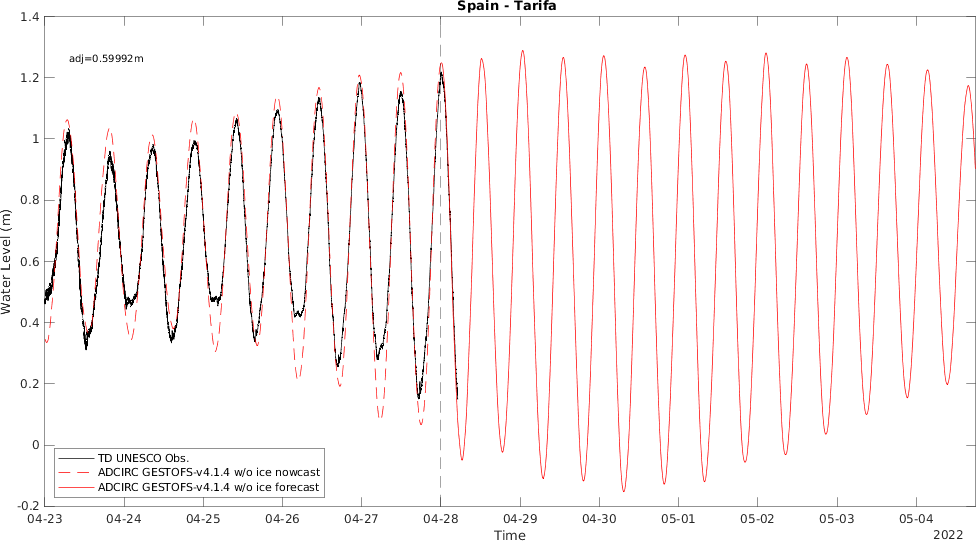 Spain - Tarifa
1.4
1.2
1
0.8
0.6
0.4
0.2
0
-0.2
Water Level (m)
adj=0.59992m
TD UNESCO Obs.
ADCIRC GESTOFS-v4.1.4 w/o ice nowcast
ADCIRC GESTOFS-v4.1.4 w/o ice forecast
04-23 04-24 04-25 04-26 04-27 04-28 04-29 04-30 05-01 05-02 05-03 05-04
Time
2022